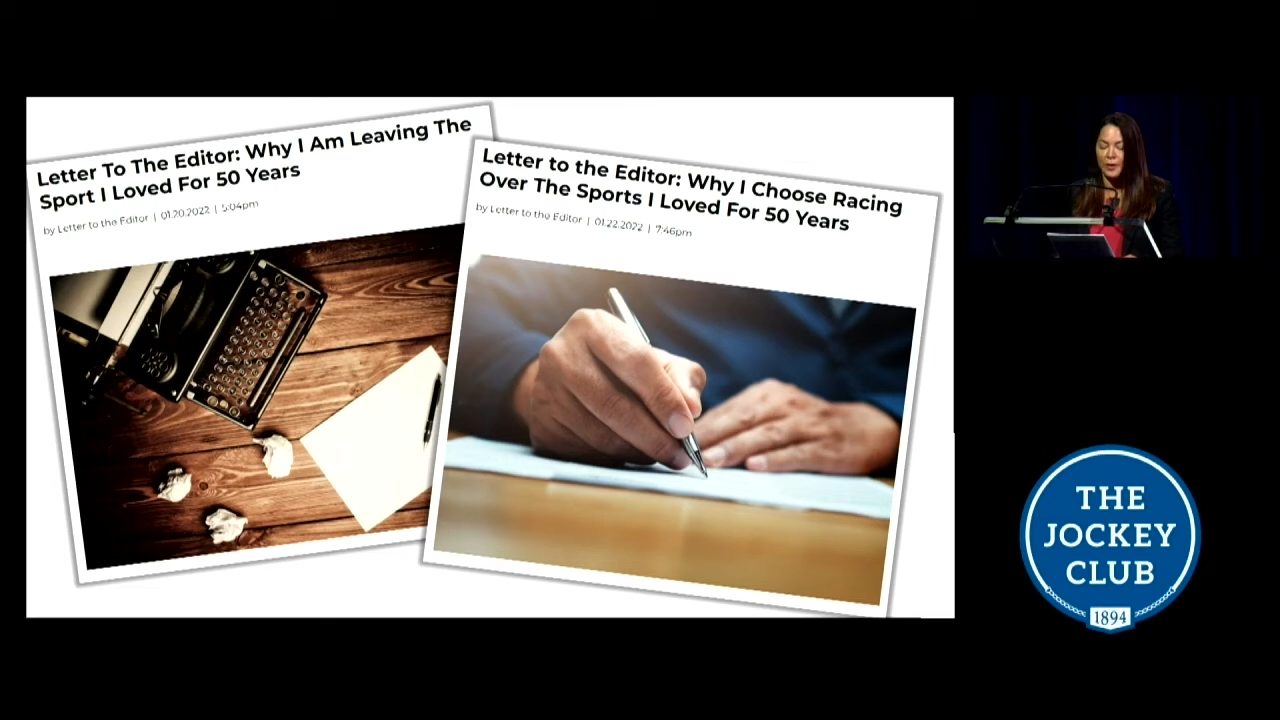 Letter To The Editor: Why I Am Leaving The
Sport I Loved For 50 Years
by Letter to the Editor | 01.20.2022 | 5:04pm
Letter to the Editor: Why I Choose Racing
Over The Sports I Loved For 50 Years
by Letter to the Editor | 01.22.2022 | 7:46pm
THE
JOCKEY
CLUB
1894